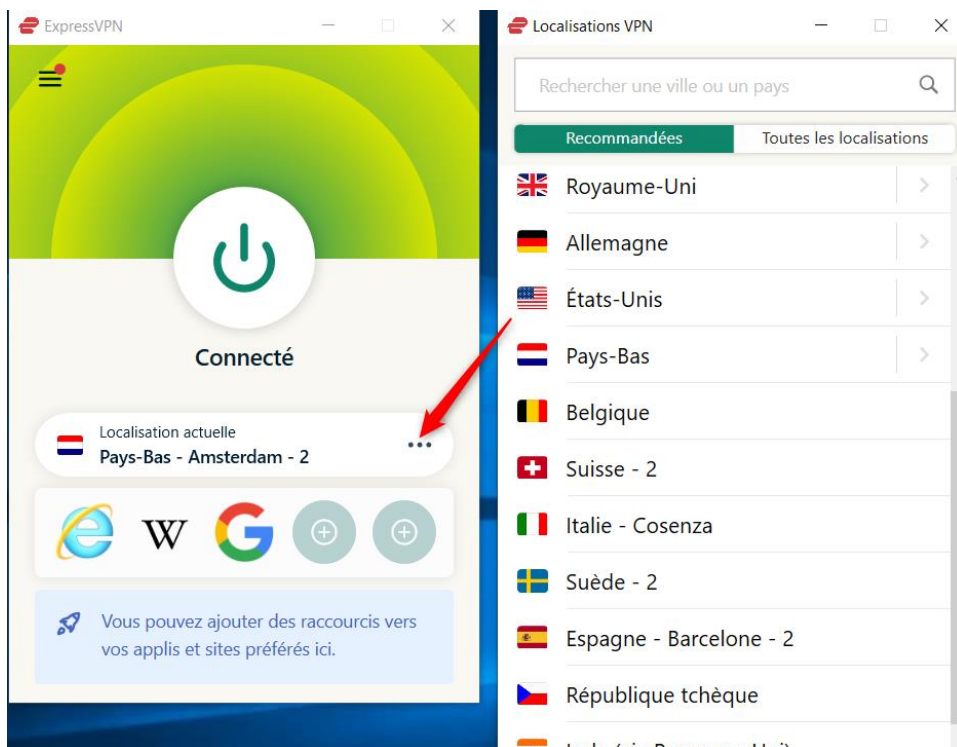 ExpressVPN
Connecté
Localisation actuelle
Pays-Bas - Amsterdam - 2
W
Vous pouvez ajouter des raccourcis vers
vos applis et sites préférés ici.
Localisations VPN
Rechercher une ville ou un pays
Recommandées Toutes les localisations
Royaume-Uni
Allemagne
États-Unis
Pays-Bas
Belgique
Suisse - 2
Italie - Cosenza
Suède - 2
Espagne - Barcelone - 2
République tchèque